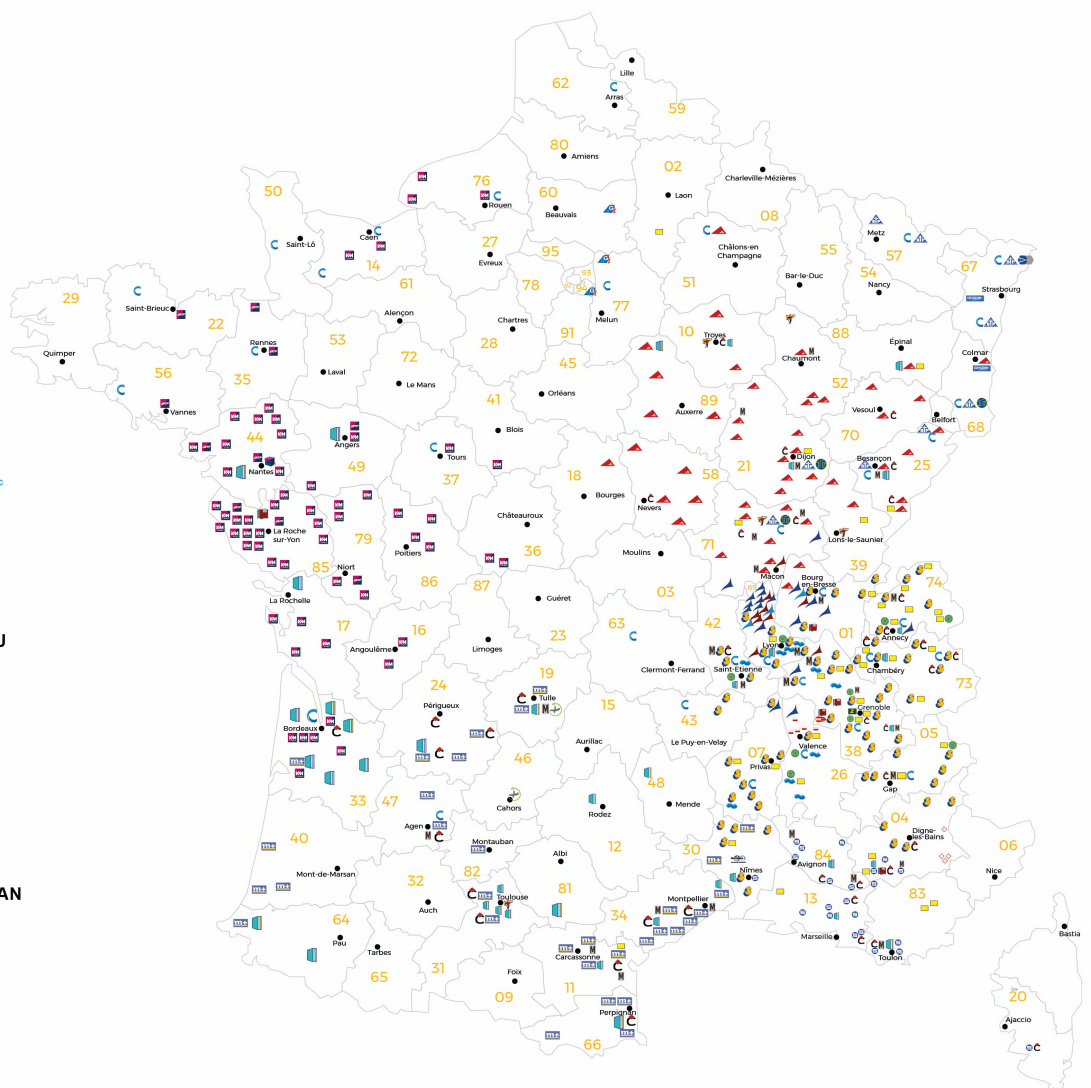 Lille
62
Arras
59
80
Amiens
02
Charleville-Mézières
76
60
Laon
50
Rouen
Beauvais
08
Caen
Saint-Lô
Metz
27
95
Châlons en
Champagne
55
57
14
Evreux
67
54
Bar-le-Duc
93
78
94
51
61
77
Nancy
Strasbourg
29
Saint-Brieuc
Alençon
Chartres
Melun
22
10
Troyes
88
53
91
28
Rennes
Épinal
Quimper
72
45
Chaumont
Colmar
56
Laval
35
Le Mans
52
Orléans
41
89
Vannes
Auxerre
Vesoul
Belfort
68
Blois
44
Angers
70
Tours
Dijon
Besançon
Nantes
49
21
25
58
37
18
Bourges
Nevers
Châteauroux
La Roche
sur-Yon
79
Lons-le-Saunier
Poitiers
71
36
Moulins
85
Niort
39
Mâcon
Bourg
en-Bresse
74
86
87
03
69
La Rochelle
Guéret
42
17
16
63
01
Annecy
23
Lyon
Limoges
Angoulême
Clermont-Ferrand
Saint-Etienne
Chambéry
19
73
24
Tulle
15
43
Périgueux
Grenoble
Bordeaux
05
Aurillac
Le Puy-en-Velay
Valence
07
38
46
Privas
26
48
Gap
33
47
Cahors
Mende
Rodez
04
Agen
Digne-
les-Bains
40
Montauban
12
30
84
06
Albi
Avignon
82
Mont-de-Marsan
Nîmes
Nice
32
81
Toulouse
Montpellier
83
13
Auch
34
64
Bastia
Pau
Marseille
Tarbes
Carcassonne
Toulon
31
65
Foix
11
09
20
Perpignan
Ajaccio
66
U
AN